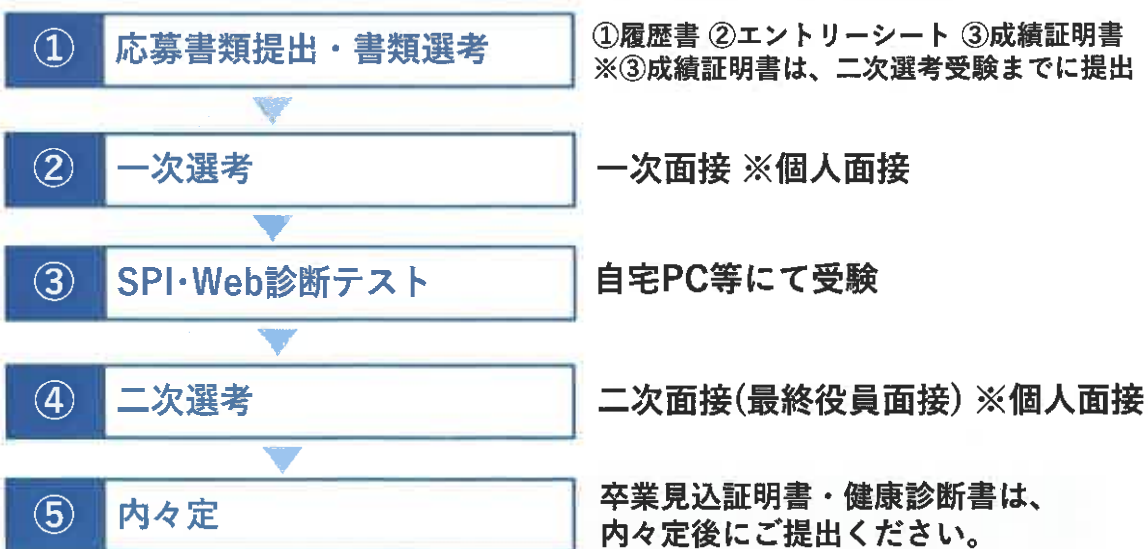 ① 応募書類提出・書類選考
①履歴書 ②エントリーシート ③成績証明書
※③成績証明書は、二次選考受験までに提出
② 一次選考
一次面接 ※個人面接
③ SPI・Web診断テスト
自宅PC等にて受験
④ 二次選考
二次面接(最終役員面接) ※個人面接
⑤ 内々定
卒業見込証明書・健康診断書は、
内々定後にご提出ください。